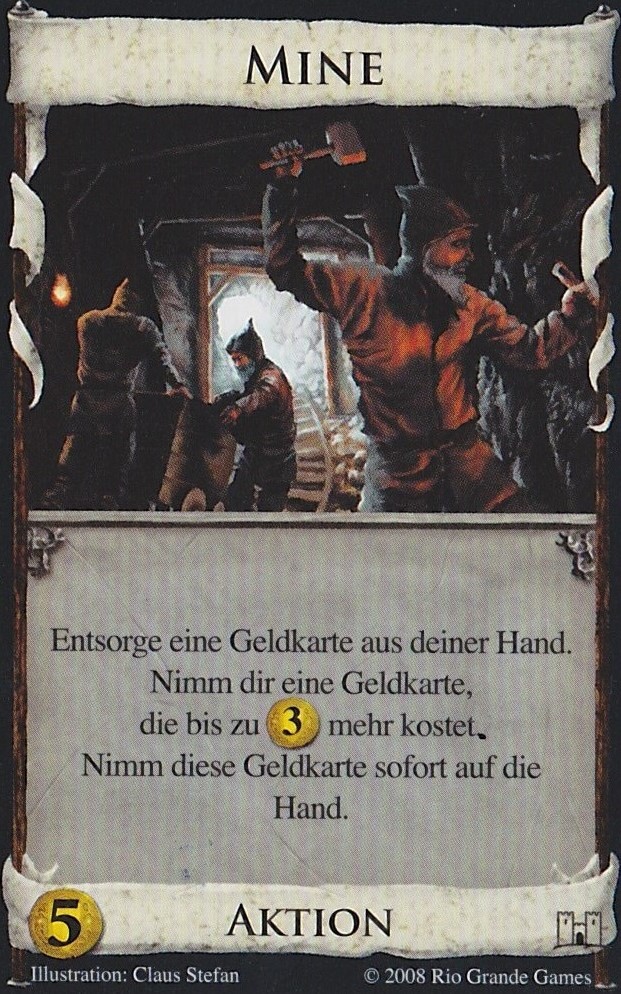 MINE
Entsorge eine Geldkarte aus deiner Hand.
Nimm dir eine Geldkarte,
die bis zu 3 mehr kostet.
Nimm diese Geldkarte sofort auf die
Hand.
5 AKTION
Illustration: Claus Stefan © 2008 Rio Grande Games